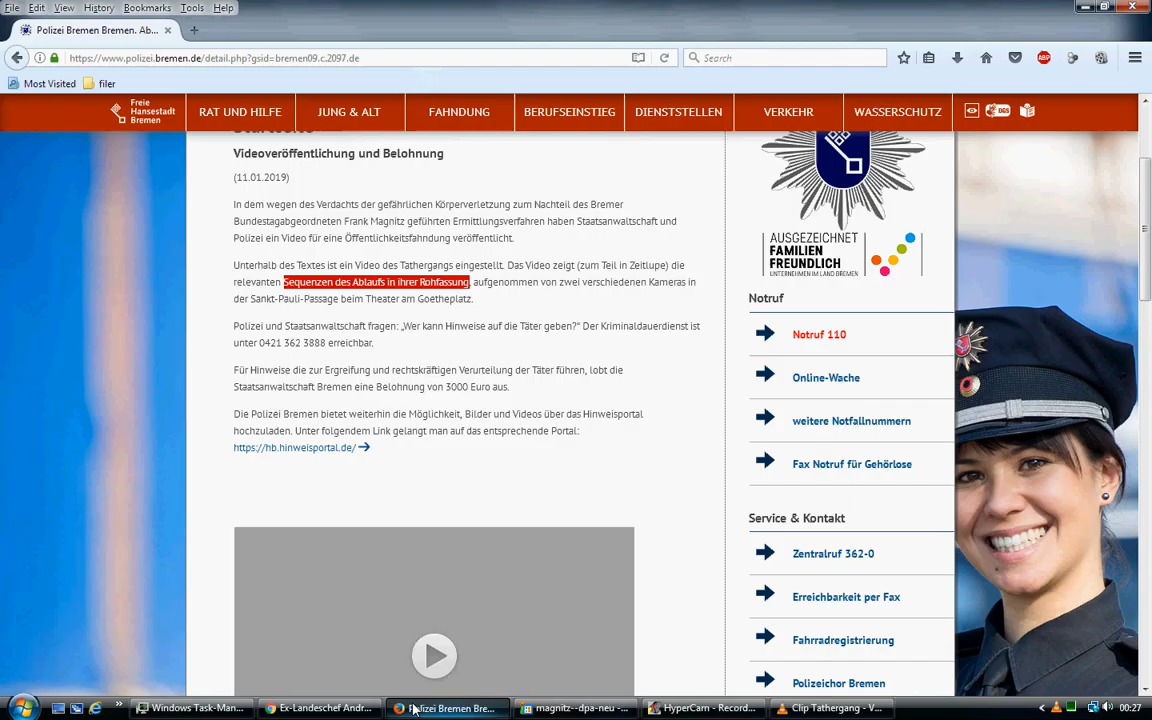 File Edit View History Bookmarks Tools Help
Polizei Bremen Bremen. Ab...
https://www.polizei.bremen.de/detail.php?gsid=bremen09.c.2097.de
Search
ABP
Most Visited filer
Freie
Hansestadt
Bremen
RAT UND HILFE JUNG & ALT FAHNDUNG BERUFSEINSTIEG DIENSTSTELLEN VERKEHR WASSERSCHUTZ
DGS
Videoveröffentlichung und Belohnung
(11.01.2019)
In dem wegen des Verdachts der gefährlichen Körperverletzung zum Nachteil des Bremer
Bundestagabgeordneten Frank Magnitz geführten Ermittlungsverfahren haben Staatsanwaltschaft und
Polizei ein Video für eine Öffentlichkeitsfahndung veröffentlicht.
Unterhalb des Textes ist ein Video des Tathergangs eingestellt. Das Video zeigt (zum Teil in Zeitlupe) die
relevanten Sequenzen des Ablaufs in ihrer Rohfassung, aufgenommen von zwei verschiedenen Kameras in
der Sankt-Pauli-Passage beim Theater am Goetheplatz.
Polizei und Staatsanwaltschaft fragen: „Wer kann Hinweise auf die Täter geben?" Der Kriminaldauerdienst ist
unter 0421 362 3888 erreichbar.
Für Hinweise die zur Ergreifung und rechtskräftigen Verurteilung der Täter führen, lobt die
Staatsanwaltschaft Bremen eine Belohnung von 3000 Euro aus.
Die Polizei Bremen bietet weiterhin die Möglichkeit, Bilder und Videos über das Hinweisportal
hochzuladen. Unter folgendem Link gelangt man auf das entsprechende Portal:
https://hb.hinweisportal.de/
AUSGEZEICHNET
FAMILIEN
FREUNDLICH
UNTERNEHMEN IM LAND BREMEN
Notruf
Notruf 110
Online-Wache
weitere Notfallnummern
Fax Notruf für Gehörlose
Service & Kontakt
Zentralruf 362-0
Erreichbarkeit per Fax
Fahrradregistrierung
Polizeichor Bremen
Windows Task-Man... Ex-Landeschef Andr... Polizei Bremen Bre... magnitz--dpa-neu -... HyperCam - Record... Clip Tathergang - V... 00:27